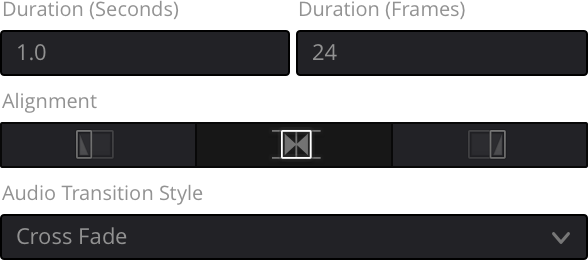 Duration (Seconds) Duration (Frames)
1.0 24
Alignment
Audio Transition Style
Cross Fade